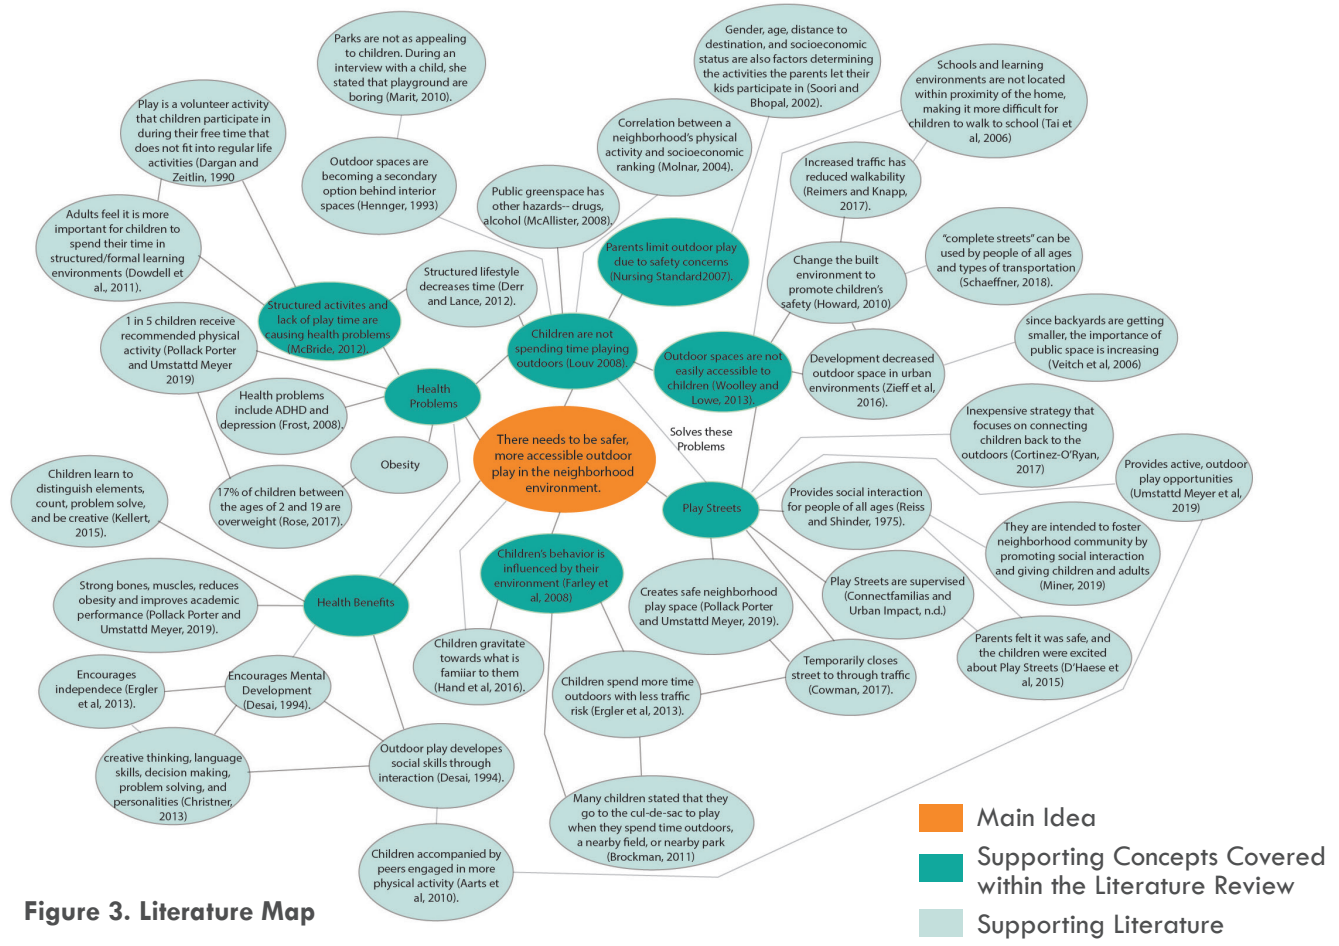 Parks are not as appealing
to children. During an
interview with a child, she
stated that playground are
boring (Marit, 2010).
Gender, age, distance to
destination, and socioeconomic
status are also factors determining
the activities the parents let their
kids participate in (Soori and
Bhopal, 2002).
Schools and learning
environments are not located
within proximity of the home,
making it more difficult for
children to walk to school (Tai et
al, 2006)
Play is a volunteer activity
that children participate in
during their free time that
does not fit into regular life
activities (Dargan and
Zeitlin, 1990
Correlation between a
neighborhood's physical
activity and socioeconomic
ranking (Molnar, 2004).
Outdoor spaces are
becoming a secondary
option behind interior
spaces (Hennger, 1993)
Public greenspace has
other hazards-- drugs,
alcohol (McAllister, 2008).
Increased traffic has
reduced walkability
(Reimers and Knapp,
2017).
Adults feel it is more
important for children to
spend their time in
structured/formal learning
environments (Dowdell et
al., 2011).
Structured lifestyle
decreases time (Derr
and Lance, 2012).
Parents limit outdoor play
due to safety concerns
(Nursing Standard2007).
Change the built
environment to
promote children's
safety (Howard, 2010)
"complete streets" can be
used by people of all ages
and types of transportation
(Schaeffner, 2018).
Structured activites and
lack of play time are
causing health problems
(McBride, 2012).
1 in 5 children receive
recommended physical
activity (Pollack Porter
and Umstattd Meyer
2019)
Children are not
spending time playing
outdoors (Louv 2008).
Outdoor spaces are not
easily accessible to
children (Woolley and
Lowe, 2013).
Development decreased
outdoor space in urban
environments (Zieff et al,
2016).
since backyards are getting
smaller, the importance of
public space is increasing
(Veitch et al, 2006)
Health
Problems
Health problems
include ADHD and
depression (Frost, 2008).
Obesity
There needs to be safer,
more accessible outdoor
play in the neighborhood
environment.
Solves these
Problems
Inexpensive strategy that
focuses on connecting
children back to the
outdoors (Cortinez-O'Ryan,
2017)
Provides active, outdoor
play opportunities
(Umstattd Meyer et al,
2019)
Children learn to
distinguish elements,
count, problem solve,
and be creative (Kellert,
2015).
17% of children between
the ages of 2 and 19 are
overweight (Rose, 2017).
Play Streets
Provides social interaction
for people of all ages (Reiss
and Shinder, 1975).
They are intended to foster
neighborhood community by
promoting social interaction
and giving children and adults
(Miner, 2019)
Children's behavior is
influenced by their
environment (Farley et
al, 2008)
Strong bones, muscles, reduces
obesity and improves academic
performance (Pollack Porter and
Umstattd Meyer, 2019).
Health Benefits
Creates safe neighborhood
play space (Pollack Porter
and Umstattd Meyer, 2019).
Play Streets are supervised
(Connectfamilias and
Urban Impact, n.d.)
Parents felt it was safe, and
the children were excited
about Play Streets (D'Haese et
al, 2015)
Children gravitate
towards what is
famiiar to them
(Hand et al, 2016).
Temporarily closes
street to through traffic
(Cowman, 2017).
Encourages
independece (Ergler
et al, 2013).
Encourages Mental
Development
(Desai, 1994).
Children spend more time
outdoors with less traffic
risk (Ergler et al, 2013).
creative thinking, language
skills, decision making,
problem solving, and
personalities (Christner,
2013)
Outdoor play developes
social skills through
interaction (Desai, 1994).
Many children stated that they
go to the cul-de-sac to play
when they spend time outdoors,
a nearby field, or nearby park
(Brockman, 2011)
Children accompanied by
peers engaged in more
physical activity (Aarts et
al, 2010).
Main Idea
Supporting Concepts Covered
within the Literature Review
Supporting Literature
Figure 3. Literature Map